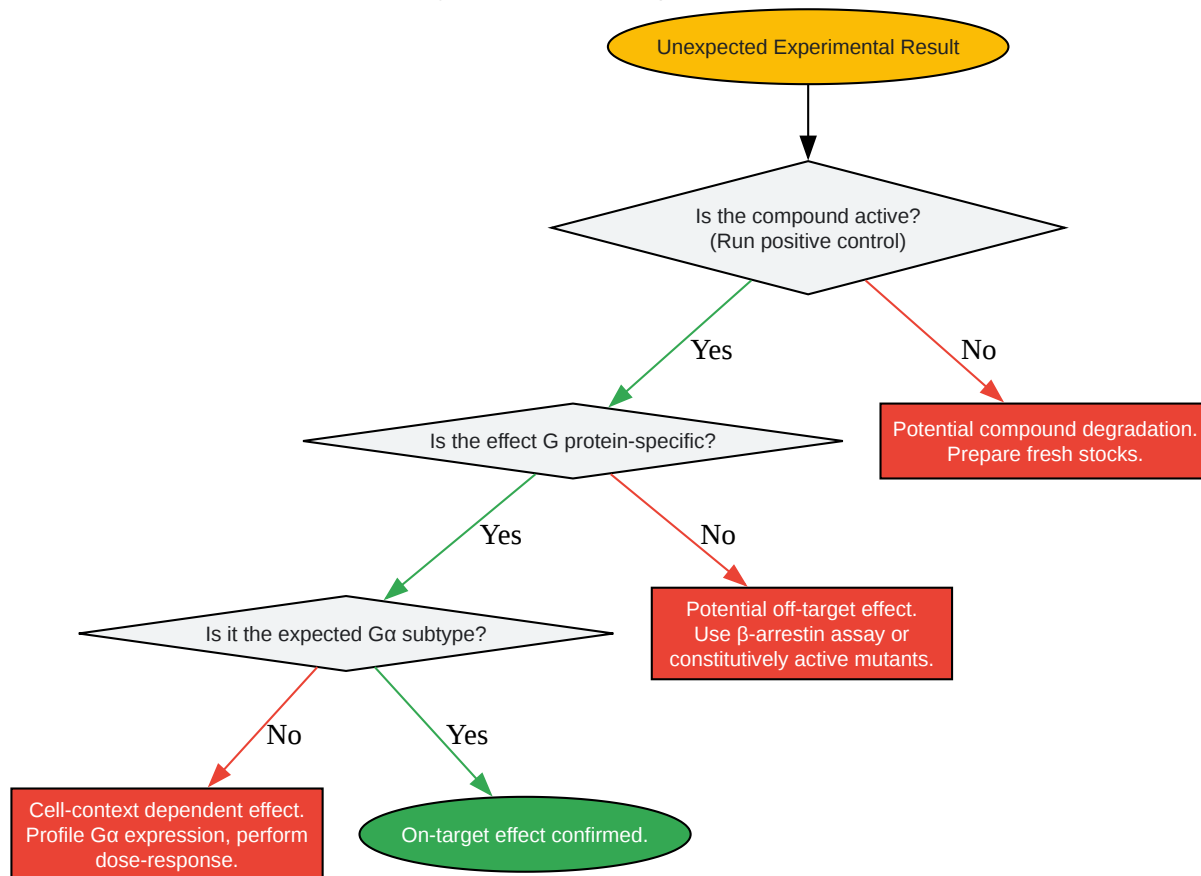 Unexpected Experimental Result
Is the compound active?
(Run positive control)
Yes
No
Is the effect G protein-specific?
Potential compound degradation.
Prepare fresh stocks.
Yes
No
Is it the expected Gα subtype?
Potential off-target effect.
Use β-arrestin assay or
constitutively active mutants.
No
Yes
Cell-context dependent effect.
Profile Gα expression, perform
dose-response.
On-target effect confirmed.